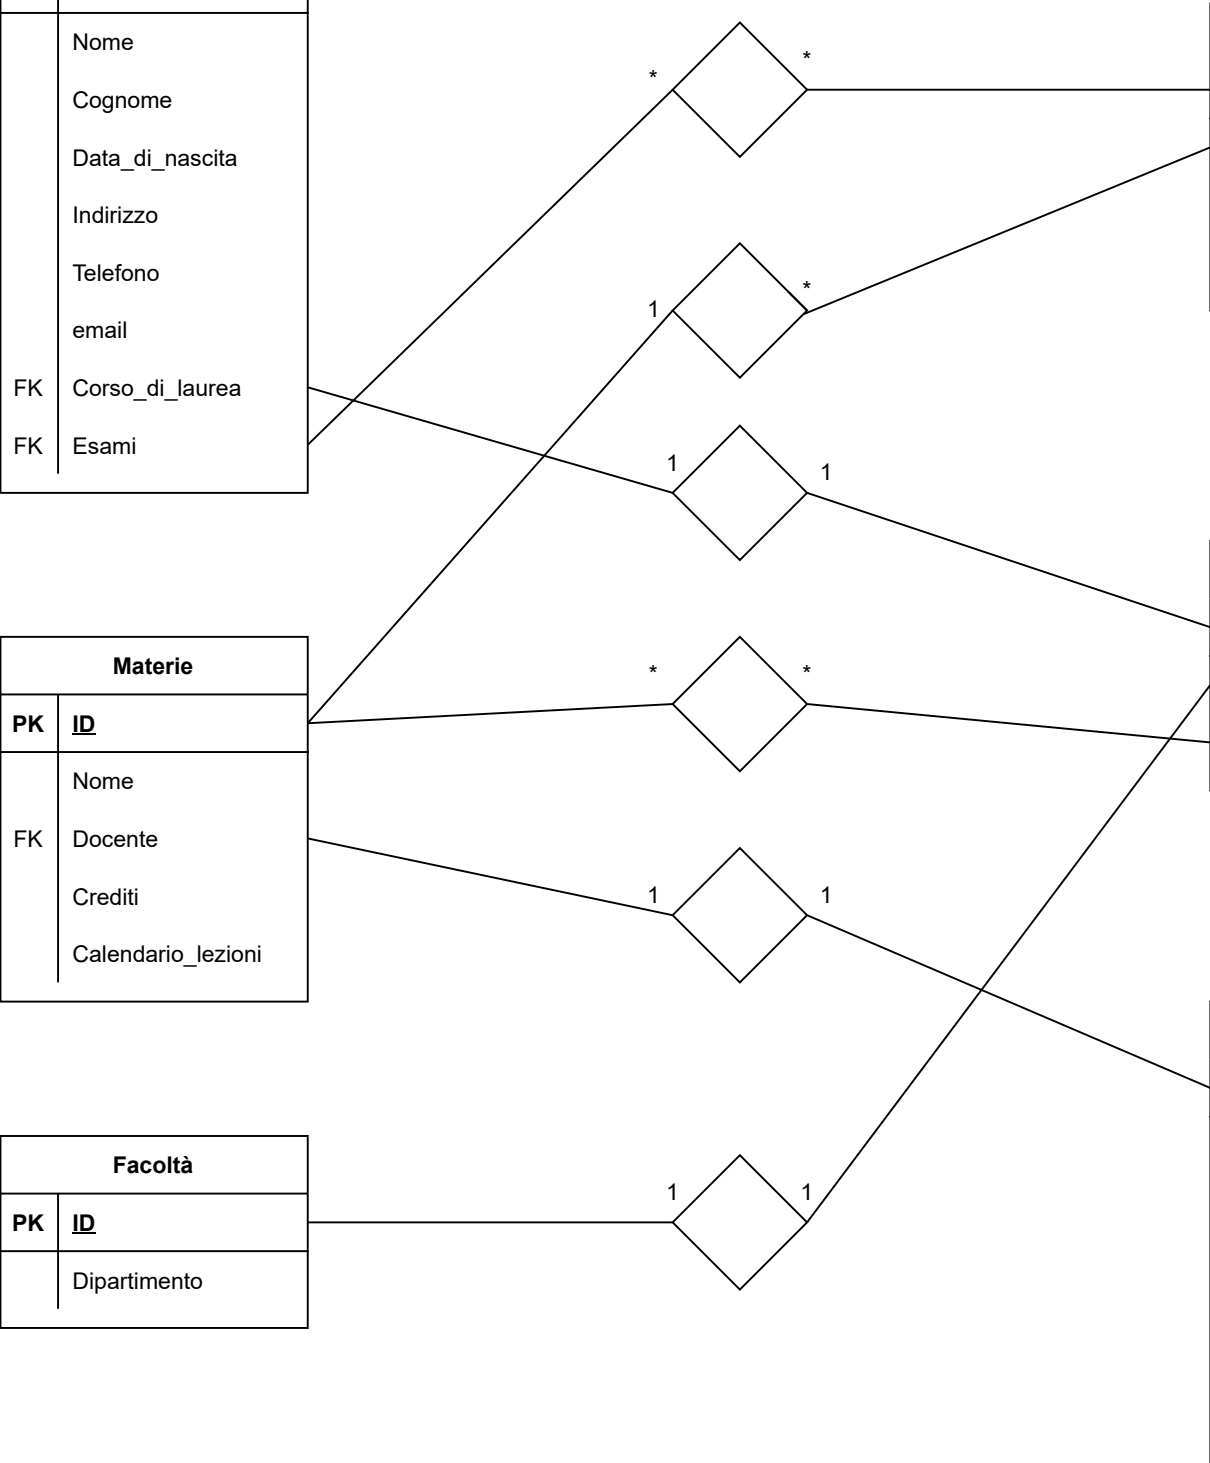 Nome
Cognome
Data_di_nascita
Indirizzo
Telefono
email
FK Corso_di_laurea
FK Esami
* *
1 *
1 1
Materie
PK ID
Nome
FK Docente
Crediti
Calendario_lezioni
* *
1 1
Facoltà
PK ID
Dipartimento
1 1